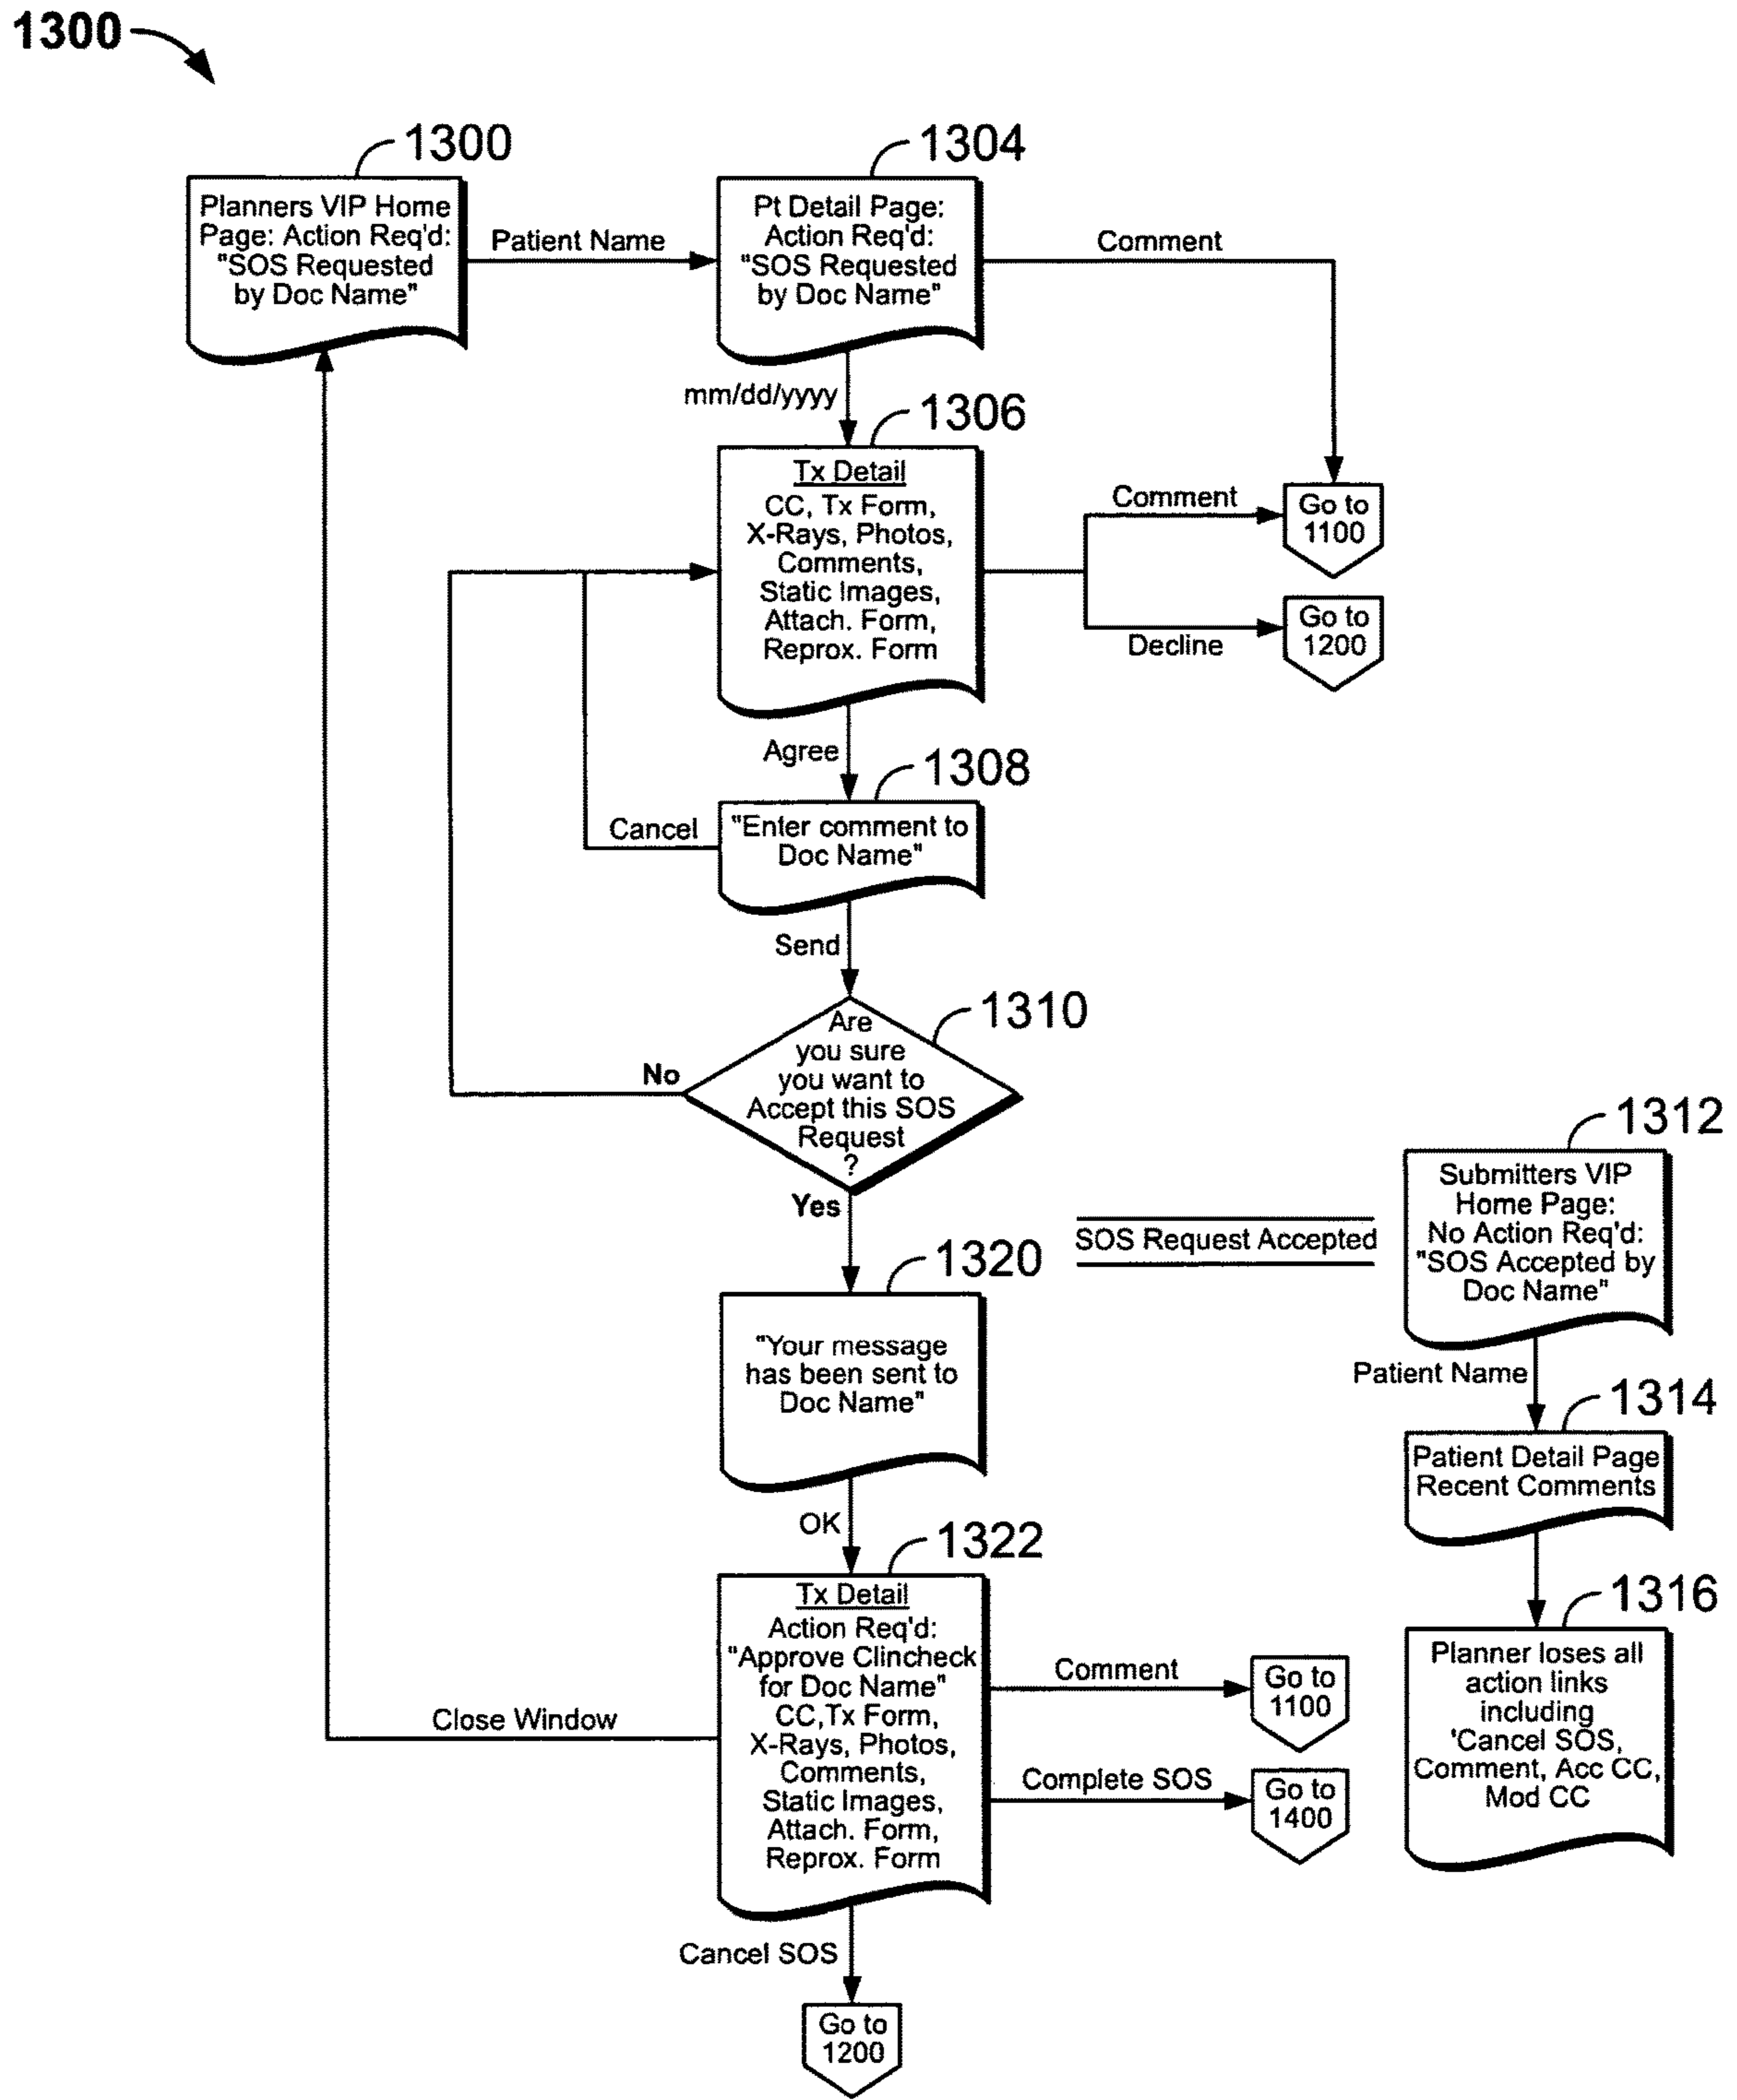 1300
1300
Planners VIP Home
Page: Action Req'd:
"SOS Requested
by Doc Name"
Patient Name
1304
Pt Detail Page:
Action Req'd:
"SOS Requested
by Doc Name"
Comment
mm/dd/yyyy
1306
Tx Detail
CC, Tx Form,
X-Rays, Photos,
Comments,
Static Images,
Attach. Form,
Reprox. Form
Comment
Go to
1100
Decline
Go to
1200
Agree
1308
"Enter comment to
Doc Name"
Cancel
Send
1310
Are
you sure
you want to
Accept this SOS
Request
?
No
Yes
1320
"Your message
has been sent to
Doc Name"
SOS Request Accepted
1312
Submitters VIP
Home Page:
No Action Req'd:
"SOS Accepted by
Doc Name"
Patient Name
1314
Patient Detail Page
Recent Comments
1316
Planner loses all
action links
including
'Cancel SOS,
Comment, Acc CC,
Mod CC
OK
1322
Tx Detail
Action Req'd:
"Approve Clincheck
for Doc Name"
CC,Tx Form,
X-Rays, Photos,
Comments,
Static Images,
Attach. Form,
Reprox. Form
Close Window
Comment
Go to
1100
Complete SOS
Go to
1400
Cancel SOS
Go to
1200